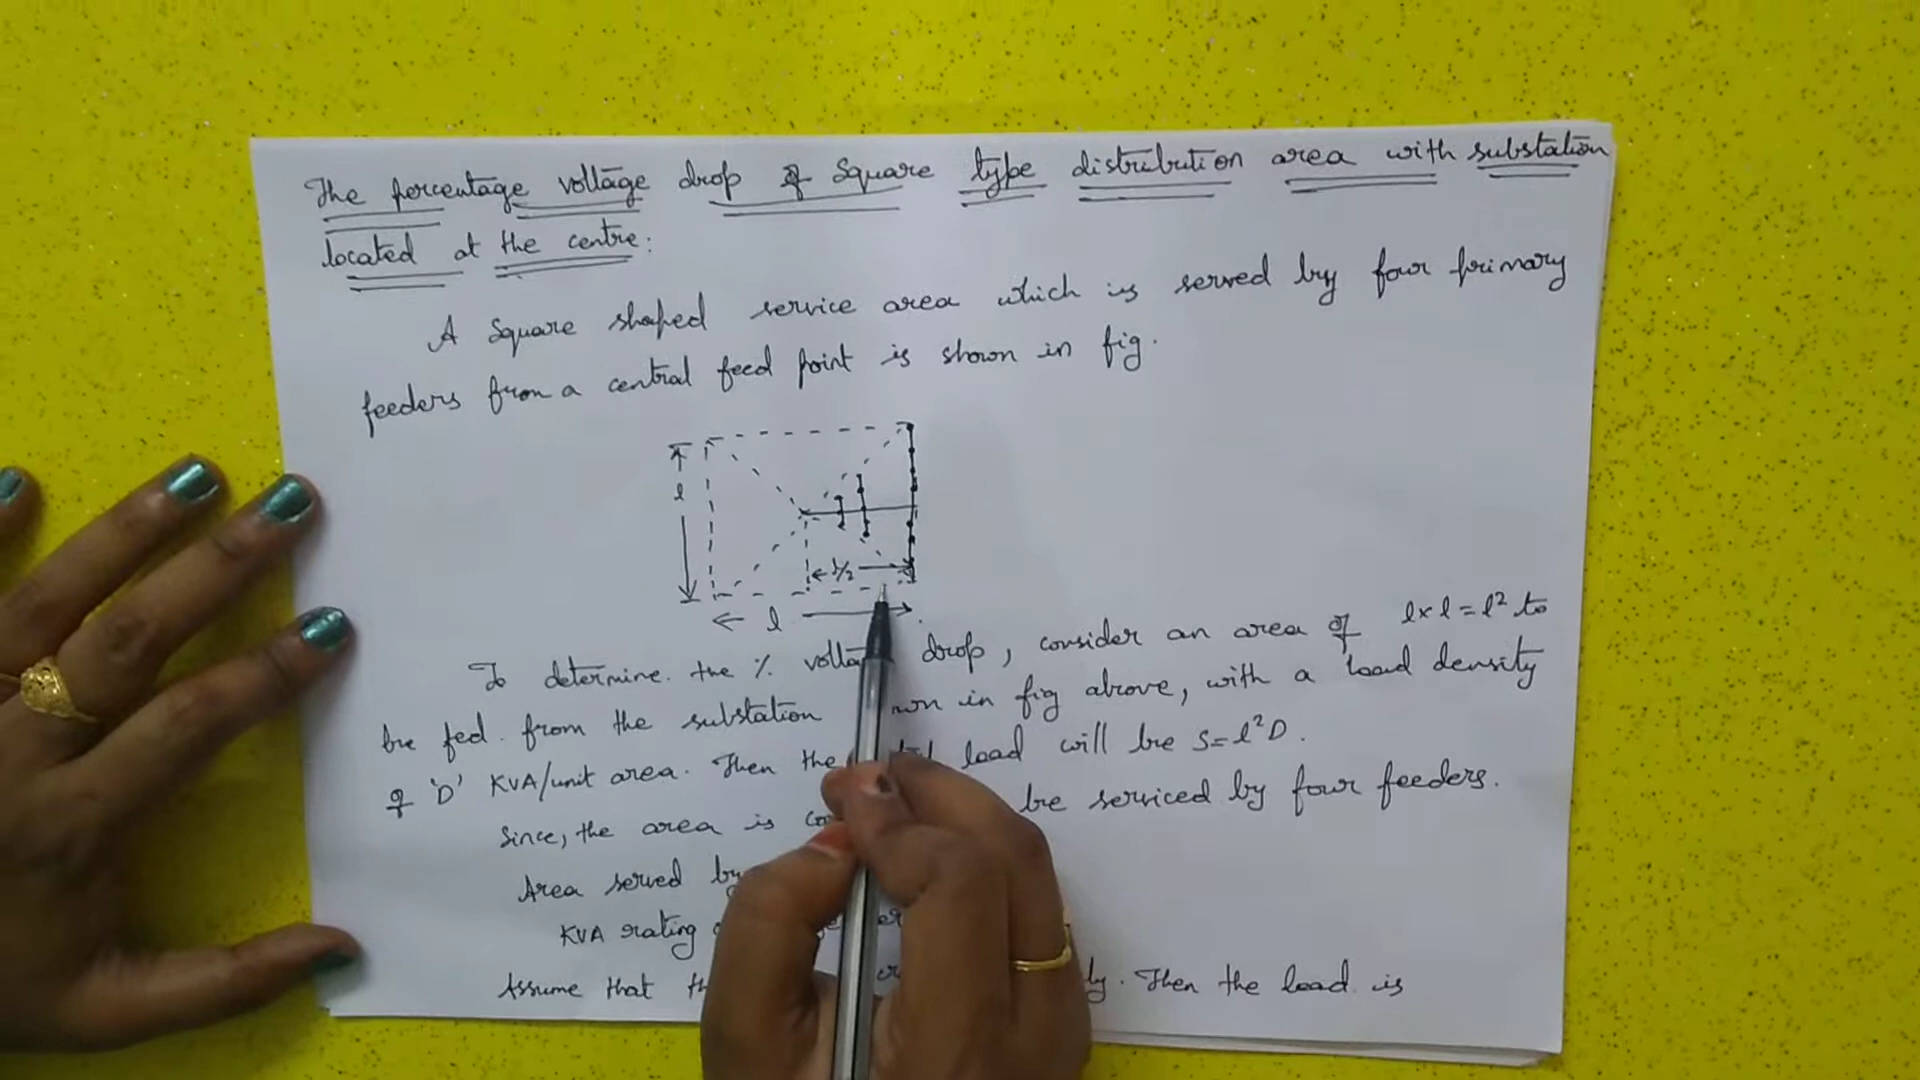 The percentage voltage drop of Square type distribution area with substation
located at the centre:
A Square shaped service area which is served by four primary
feeders from a central feed point is shown in fig.
l
l/2
l
To determine. the % voltage drop, consider an area of l×l=l² to
be fed. from the substation in fig above, with a load density
of 'D' KVA/unit area. Then the load will be S=l²D.
Since, the area is be serviced by four feeders.
Area served by
KVA rating
Assume that Then the load is